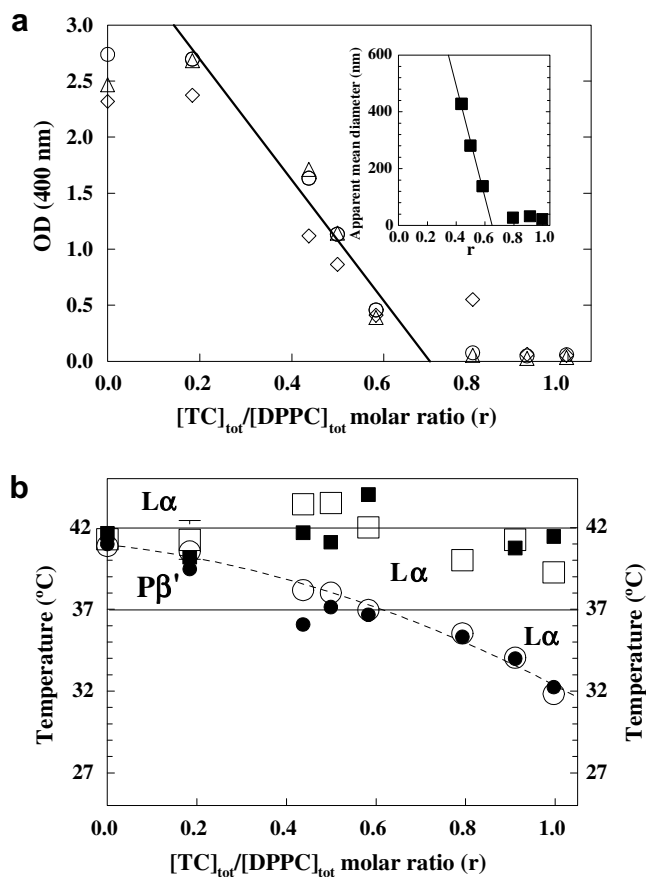 a
3.0
2.5
2.0
1.5
1.0
0.5
0.0
OD (400 nm)
0.0 0.2 0.4 0.6 0.8 1.0
[TC]tot/[DPPC]tot molar ratio (r)
600
400
200
0
Apparent mean diameter (nm)
0.0 0.2 0.4 0.6 0.8 1.0
r
b
42
37
32
27
Temperature (ºC)
Lα
Pβ'
Lα
Lα
42
37
32
27
Temperature (ºC)
0.0 0.2 0.4 0.6 0.8 1.0
[TC]tot/[DPPC]tot molar ratio (r)